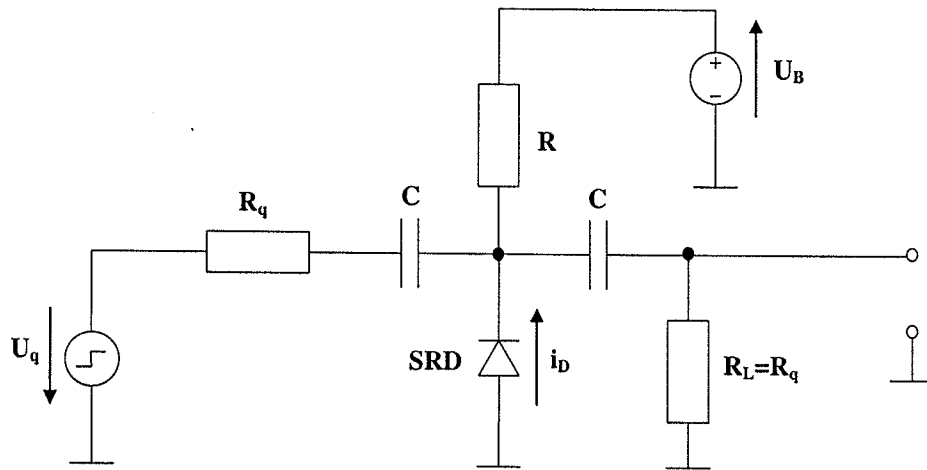 U_B
R
C
C
R_q
U_q
SRD
i_D
R_L=R_q